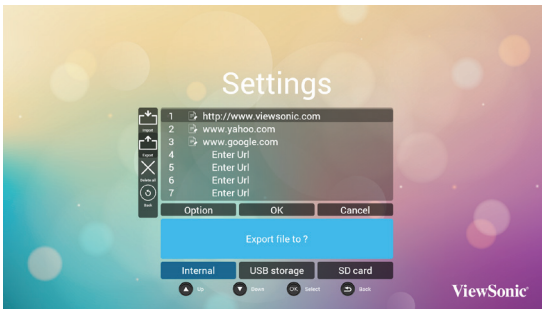 Settings
Import
Export
Delete all
Back
1 http://www.viewsonic.com
2 www.yahoo.com
3 www.google.com
4 Enter Url
5 Enter Url
6 Enter Url
7 Enter Url
Option OK Cancel
Export file to ?
Internal USB storage SD card
Up Down OK Select Back
ViewSonic®